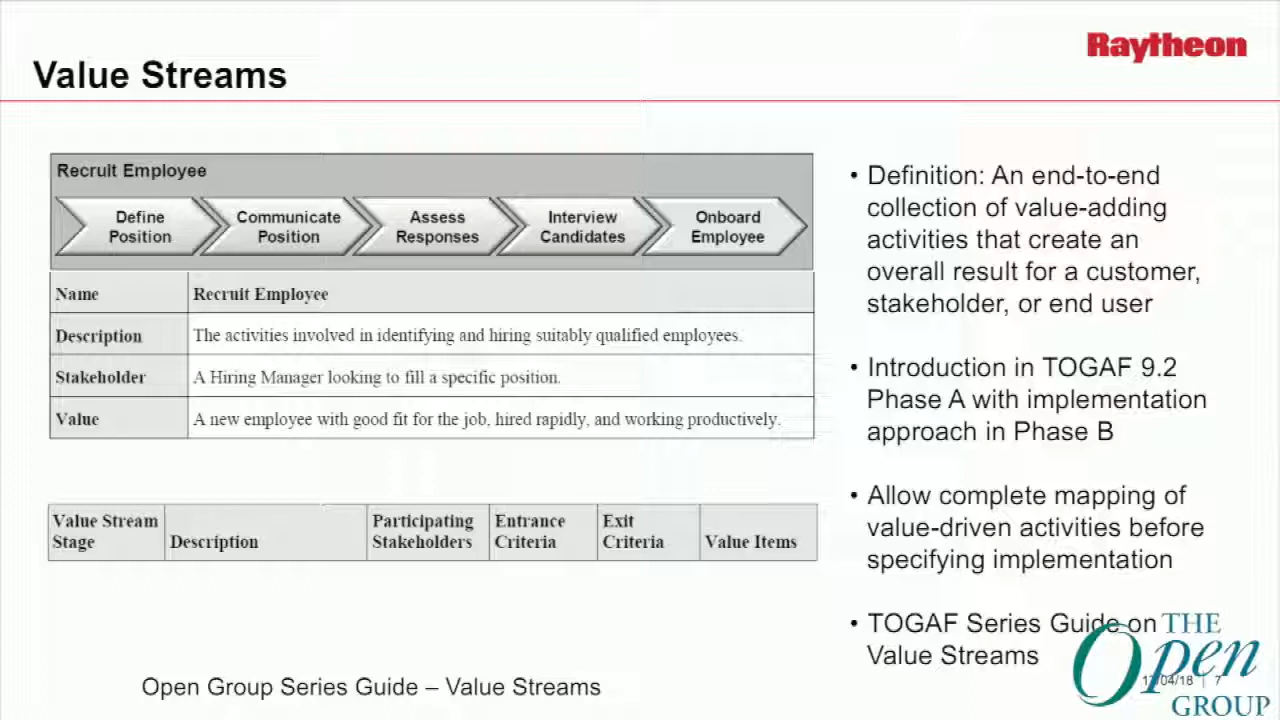 Raytheon
Value Streams
Recruit Employee
Define
Position
Communicate
Position
Assess
Responses
Interview
Candidates
Onboard
Employee
Name Recruit Employee
Description The activities involved in identifying and hiring suitably qualified employees.
Stakeholder A Hiring Manager looking to fill a specific position.
Value A new employee with good fit for the job, hired rapidly, and working productively.
Value Stream
Stage
Description
Participating
Stakeholders
Entrance
Criteria
Exit
Criteria
Value Items
Open Group Series Guide – Value Streams
• Definition: An end-to-end
collection of value-adding
activities that create an
overall result for a customer,
stakeholder, or end user
• Introduction in TOGAF 9.2
Phase A with implementation
approach in Phase B
• Allow complete mapping of
value-driven activities before
specifying implementation
• TOGAF Series Guide on
Value Streams
THE
Open
GROUP
7